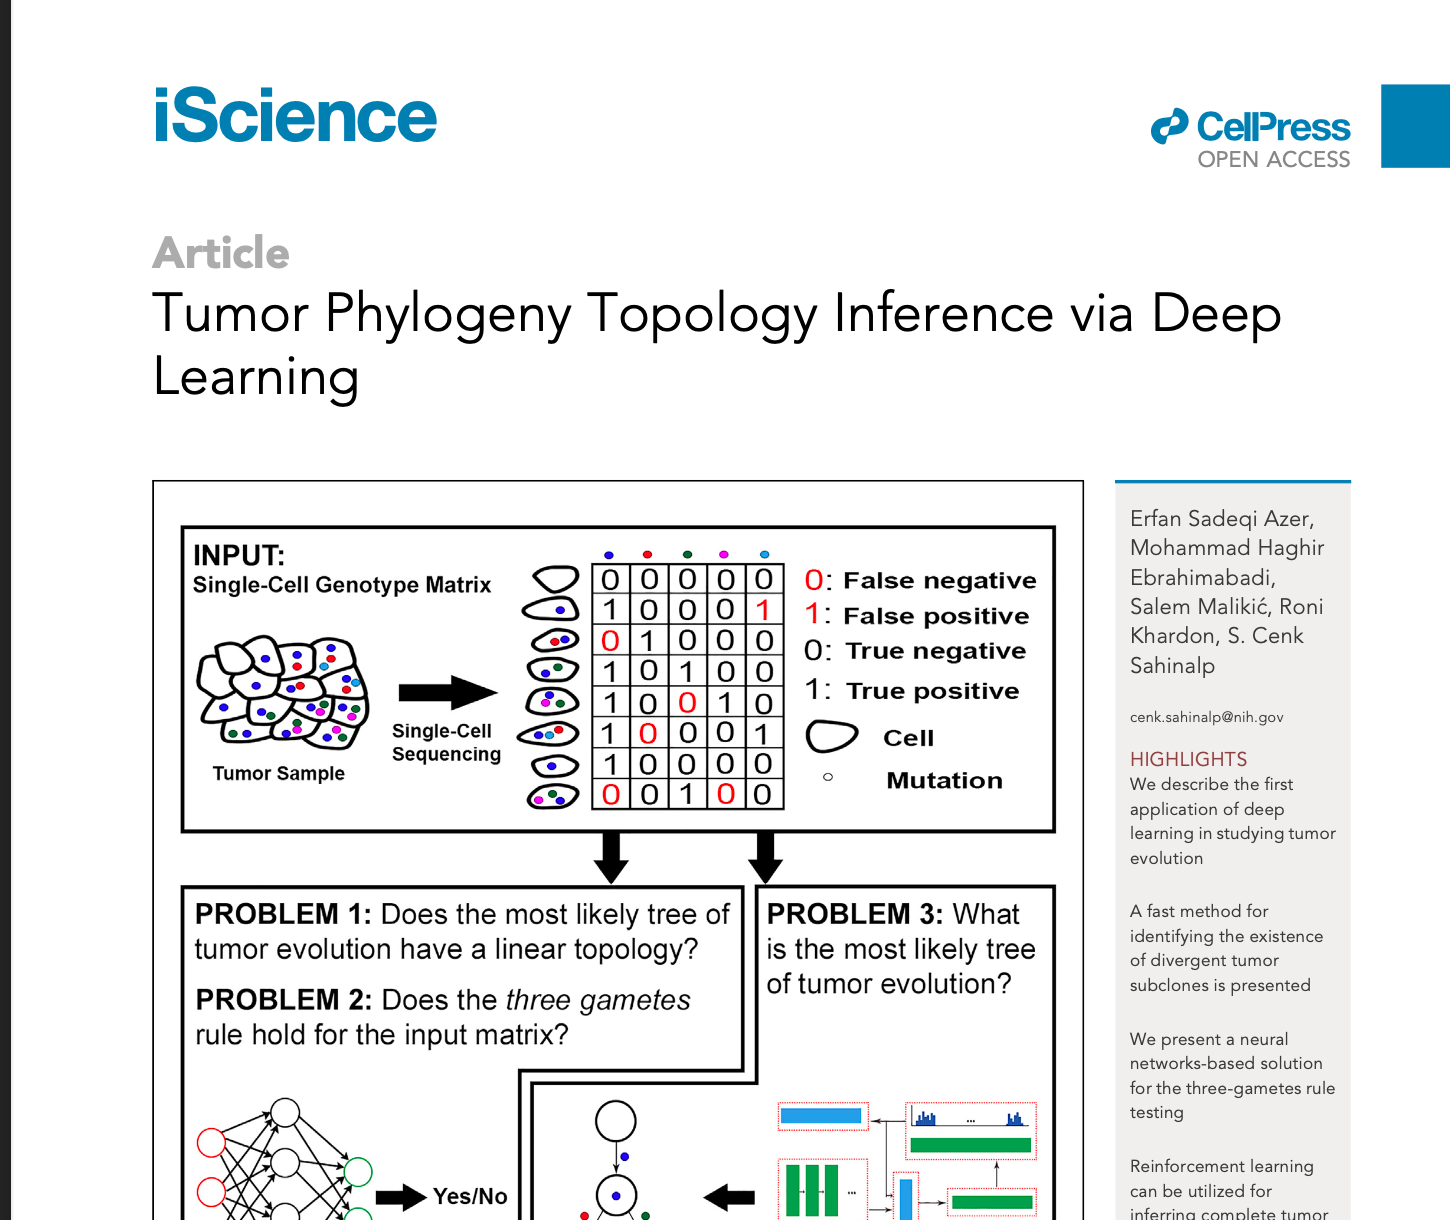 iScience
CellPress
OPEN ACCESS
Article
Tumor Phylogeny Topology Inference via Deep
Learning
INPUT:
Single-Cell Genotype Matrix
Tumor Sample
Single-Cell
Sequencing
0 0 0 0 0
1 0 0 0 1
0 1 0 0 0
1 0 1 0 0
1 0 0 1 0
1 0 0 0 1
1 0 0 0 0
0 0 1 0 0
0: False negative
1: False positive
0: True negative
1: True positive
Cell
Mutation
PROBLEM 1: Does the most likely tree of
tumor evolution have a linear topology?
PROBLEM 2: Does the three gametes
rule hold for the input matrix?
Yes/No
PROBLEM 3: What
is the most likely tree
of tumor evolution?
...
...
Erfan Sadeqi Azer,
Mohammad Haghir
Ebrahimabadi,
Salem Malikić, Roni
Khardon, S. Cenk
Sahinalp
cenk.sahinalp@nih.gov
HIGHLIGHTS
We describe the first
application of deep
learning in studying tumor
evolution
A fast method for
identifying the existence
of divergent tumor
subclones is presented
We present a neural
networks-based solution
for the three-gametes rule
testing
Reinforcement learning
can be utilized for
inferring complete tumor